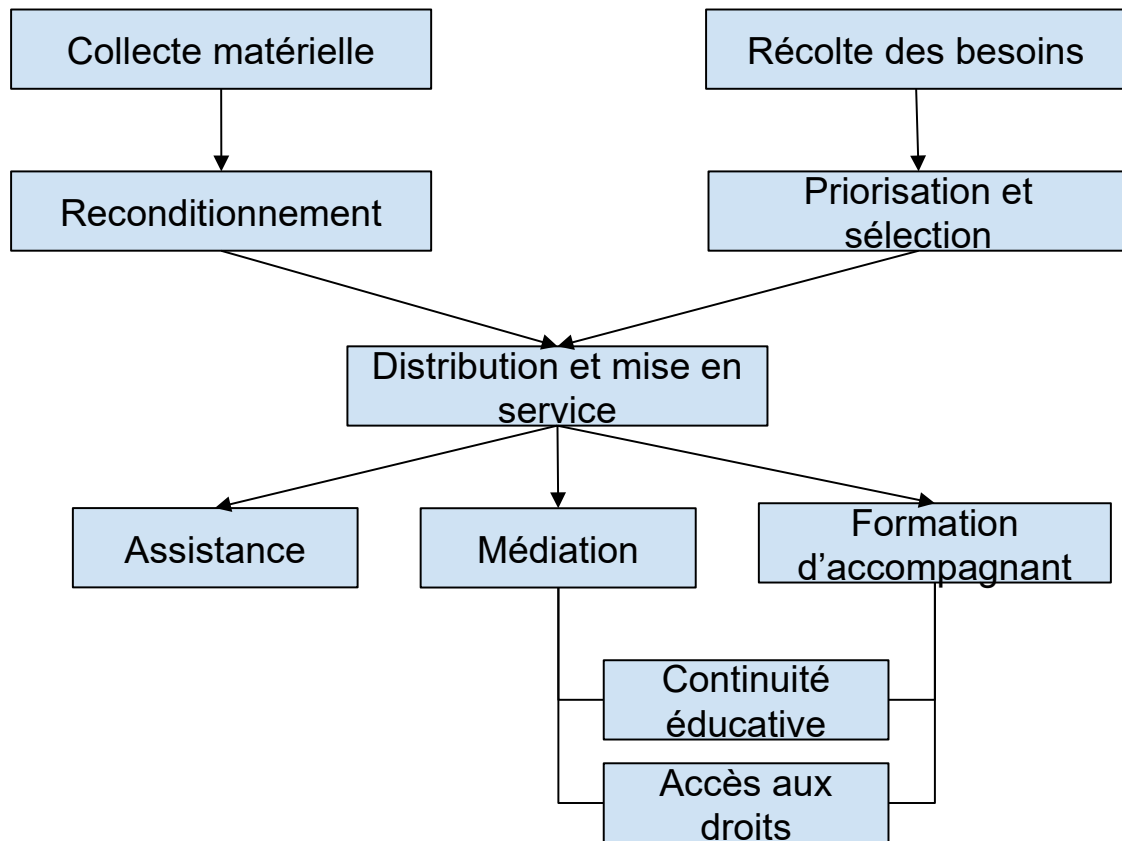 Collecte matérielle
Récolte des besoins
Reconditionnement
Priorisation et
sélection
Distribution et mise en
service
Assistance
Médiation
Formation
d’accompagnant
Continuité
éducative
Accès aux
droits